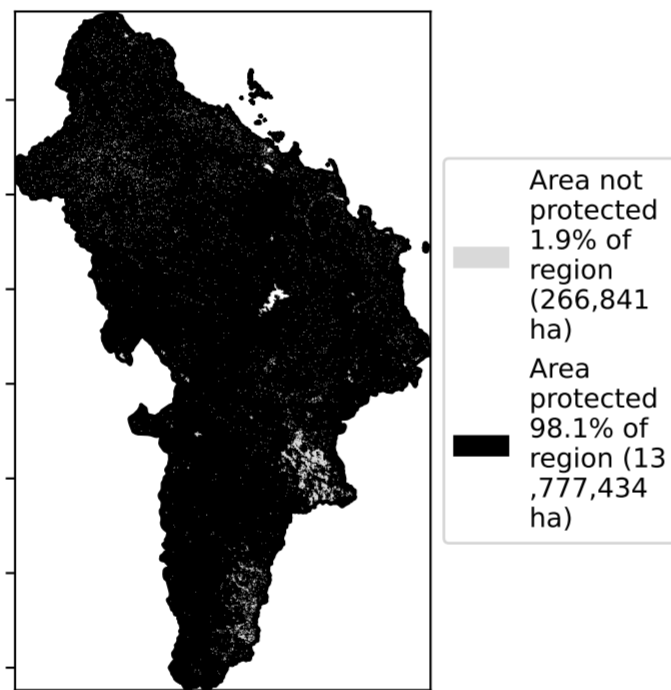 Area not
protected
1.9% of
region
(266,841
ha)
Area
protected
98.1% of
region (13
,777,434
ha)